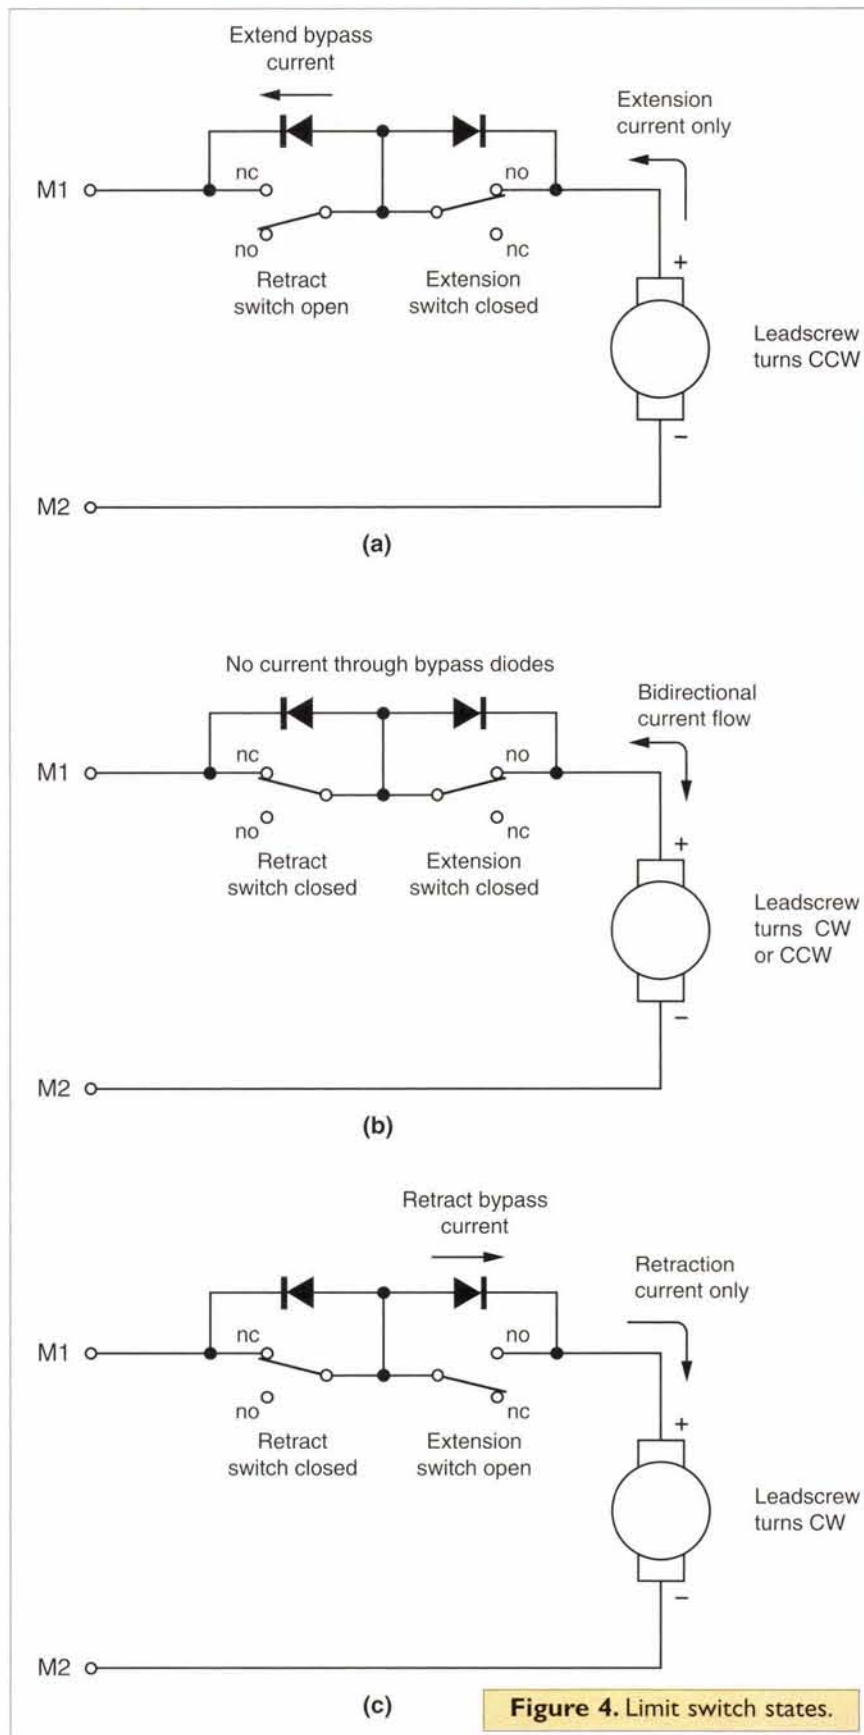 Extend bypass
current
Extension
current only
nc
no
M1
no
nc
Retract
switch open
Extension
switch closed
+
Leadscrew
turns CCW
−
M2
(a)
No current through bypass diodes
Bidirectional
current flow
nc
no
M1
no
nc
Retract
switch closed
Extension
switch closed
+
Leadscrew
turns CW
or CCW
−
M2
(b)
Retract bypass
current
Retraction
current only
nc
no
M1
no
nc
Retract
switch closed
Extension
switch open
+
Leadscrew
turns CW
−
M2
(c)
Figure 4. Limit switch states.